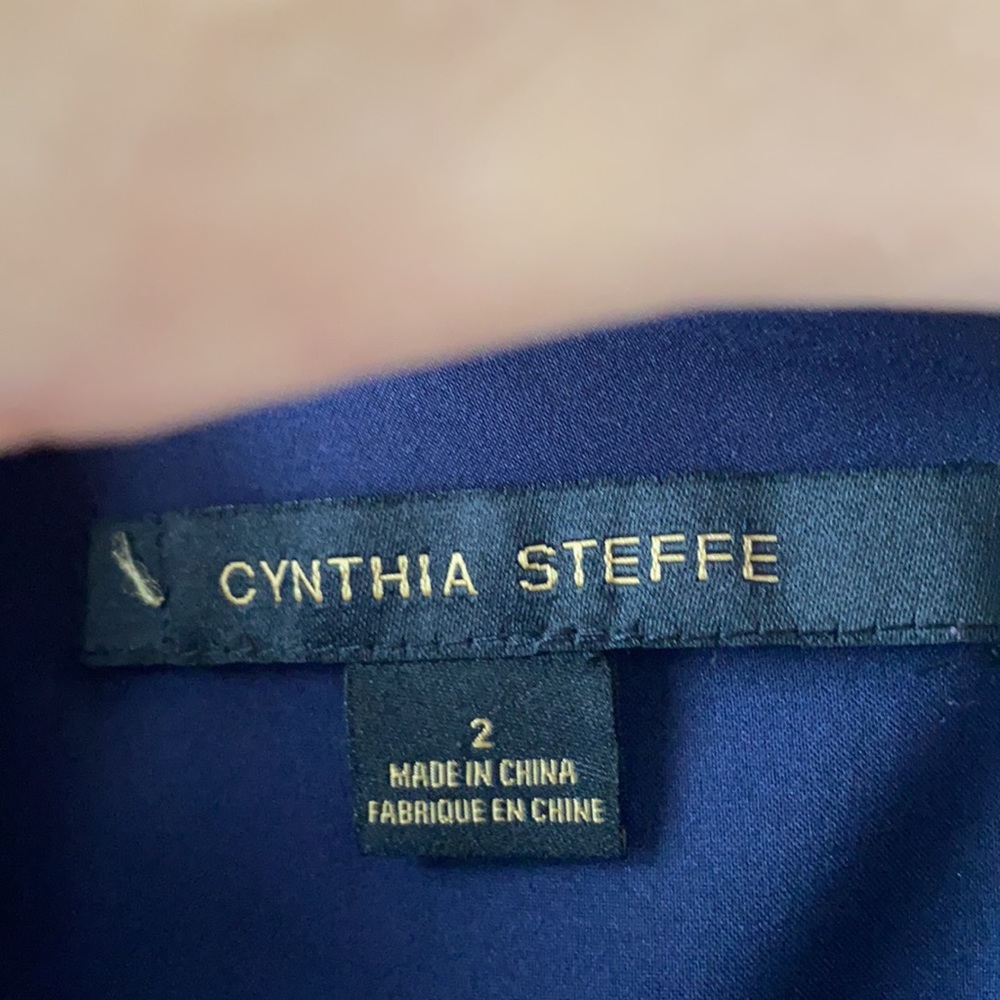 CYNTHIA STEFFE
2
MADE IN CHINA
FABRIQUE EN CHINE